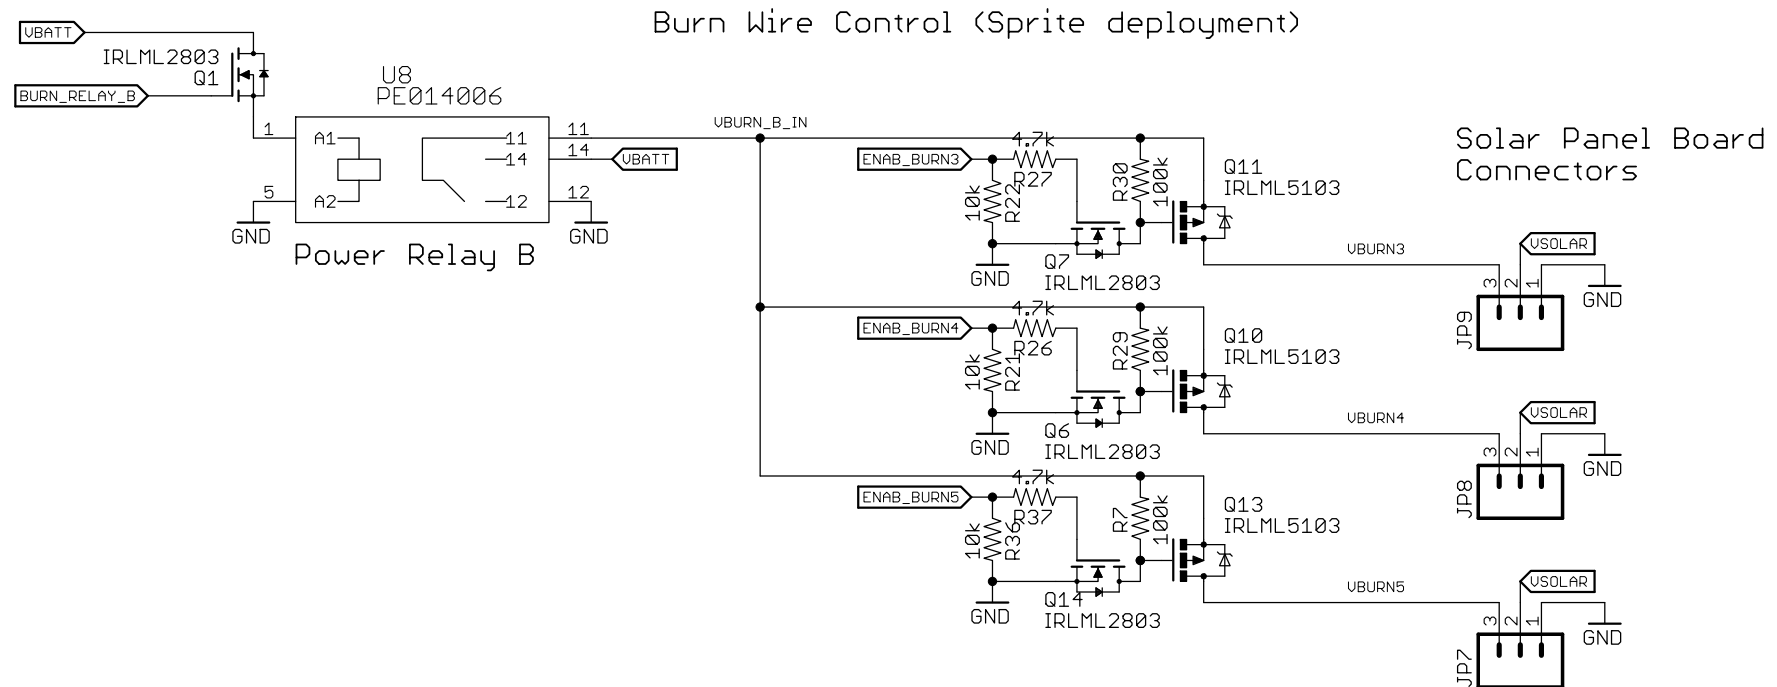 Burn Wire Control (Sprite deployment)
VBATT
IRLML2803
Q1
BURN_RELAY_B
U8
PE014006
1
A1
11
11
14
14
VBATT
5
A2
12
12
GND
GND
Power Relay B
VBURN_B_IN
Solar Panel Board
Connectors
ENAB_BURN3
4.7k
R27
10k
R22
GND
R30
100k
Q11
IRLML5103
Q7
IRLML2803
VBURN3
VSOLAR
3
2
1
GND
JP9
ENAB_BURN4
4.7k
R26
10k
R21
GND
R29
100k
Q10
IRLML5103
Q6
IRLML2803
VBURN4
VSOLAR
3
2
1
GND
JP8
ENAB_BURN5
4.7k
R37
10k
R36
GND
R7
100k
Q13
IRLML5103
Q14
IRLML2803
VBURN5
VSOLAR
3
2
1
GND
JP7